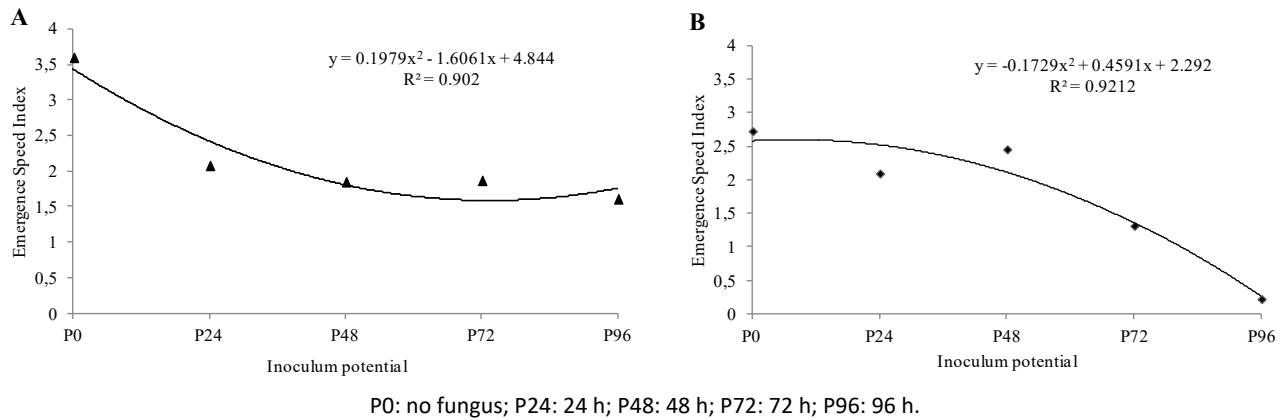 A
y = 0.1979x² - 1.6061x + 4.844
R² = 0.902
Emergence Speed Index
4
3,5
3
2,5
2
1,5
1
0,5
0
P0 P24 P48 P72 P96
Inoculum potential
B
y = -0.1729x² + 0.4591x + 2.292
R² = 0.9212
Emergence Speed Index
4
3,5
3
2,5
2
1,5
1
0,5
0
P0 P24 P48 P72 P96
Inoculum potential
P0: no fungus; P24: 24 h; P48: 48 h; P72: 72 h; P96: 96 h.